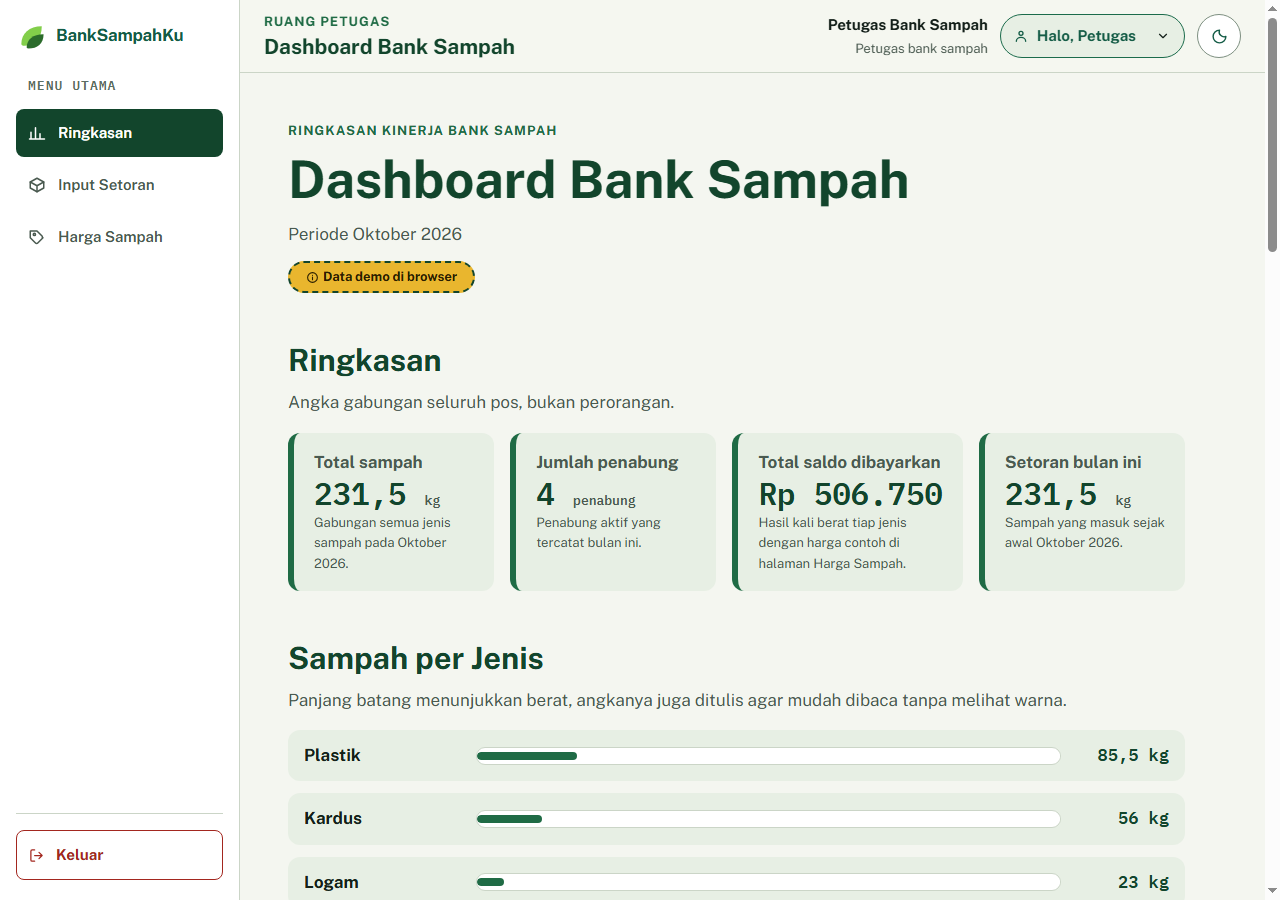 BankSampahKu
MENU UTAMA
Ringkasan
Input Setoran
Harga Sampah
Keluar
RUANG PETUGAS
Dashboard Bank Sampah
Petugas Bank Sampah
Petugas bank sampah
Halo, Petugas
RINGKASAN KINERJA BANK SAMPAH
Dashboard Bank Sampah
Periode Oktober 2026
Data demo di browser
Ringkasan
Angka gabungan seluruh pos, bukan perorangan.
Total sampah
231,5 kg
Gabungan semua jenis
sampah pada Oktober
2026.
Jumlah penabung
4 penabung
Penabung aktif yang
tercatat bulan ini.
Total saldo dibayarkan
Rp 506.750
Hasil kali berat tiap jenis
dengan harga contoh di
halaman Harga Sampah.
Setoran bulan ini
231,5 kg
Sampah yang masuk sejak
awal Oktober 2026.
Sampah per Jenis
Panjang batang menunjukkan berat, angkanya juga ditulis agar mudah dibaca tanpa melihat warna.
Plastik 85,5 kg
Kardus 56 kg
Logam 23 kg